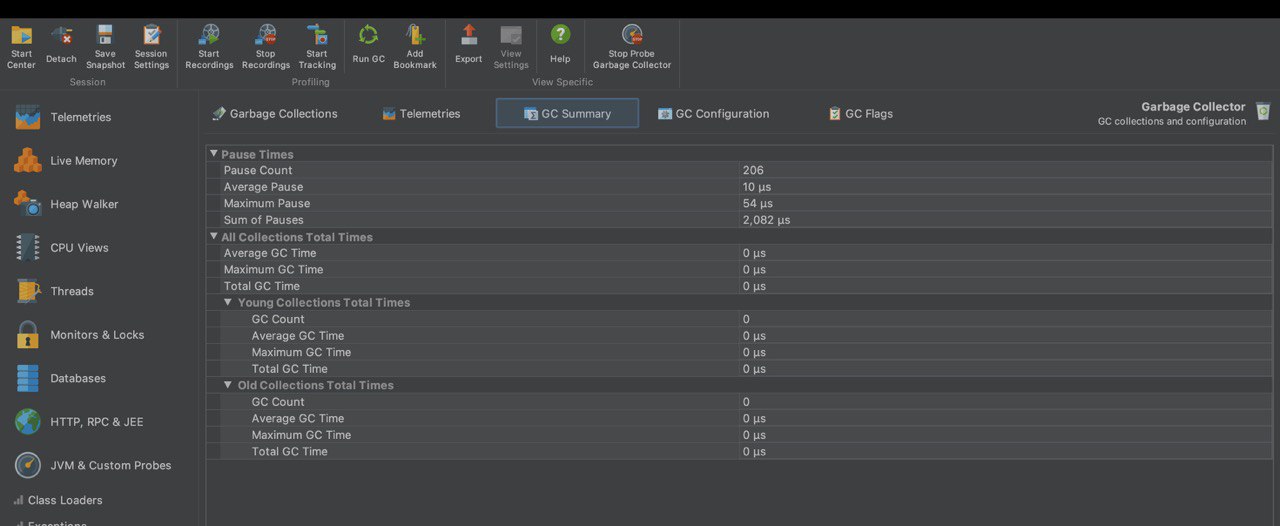 Start Center
Detach
Save Snapshot
Session Settings
Start Recordings
Stop Recordings
Start Tracking
Run GC
Add Bookmark
Export
View Settings
Help
Stop Probe Garbage Collector
Session
Profiling
View Specific
Telemetries
Live Memory
Heap Walker
CPU Views
Threads
Monitors & Locks
Databases
HTTP, RPC & JEE
JVM & Custom Probes
Class Loaders
Exceptions
Garbage Collections
Telemetries
GC Summary
GC Configuration
GC Flags
Garbage Collector
GC collections and configuration
Pause Times
Pause Count 206
Average Pause 10 µs
Maximum Pause 54 µs
Sum of Pauses 2,082 µs
All Collections Total Times
Average GC Time 0 µs
Maximum GC Time 0 µs
Total GC Time 0 µs
Young Collections Total Times
GC Count 0
Average GC Time 0 µs
Maximum GC Time 0 µs
Total GC Time 0 µs
Old Collections Total Times
GC Count 0
Average GC Time 0 µs
Maximum GC Time 0 µs
Total GC Time 0 µs